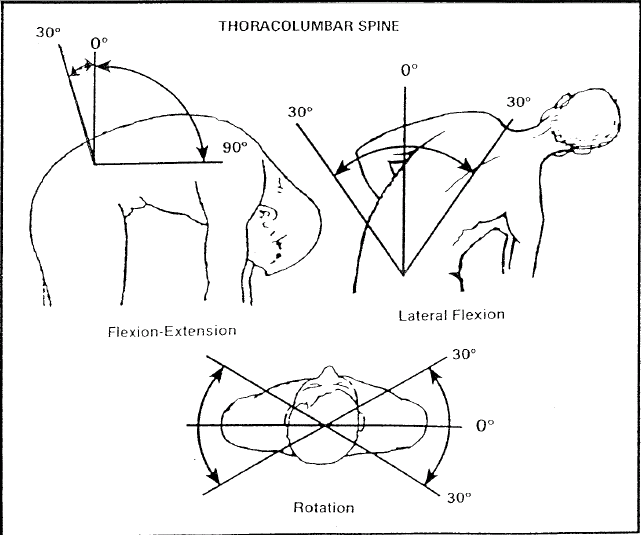 THORACOLUMBAR SPINE
30°
0°
90°
Flexion-Extension
0°
30°
30°
Lateral Flexion
30°
0°
30°
Rotation